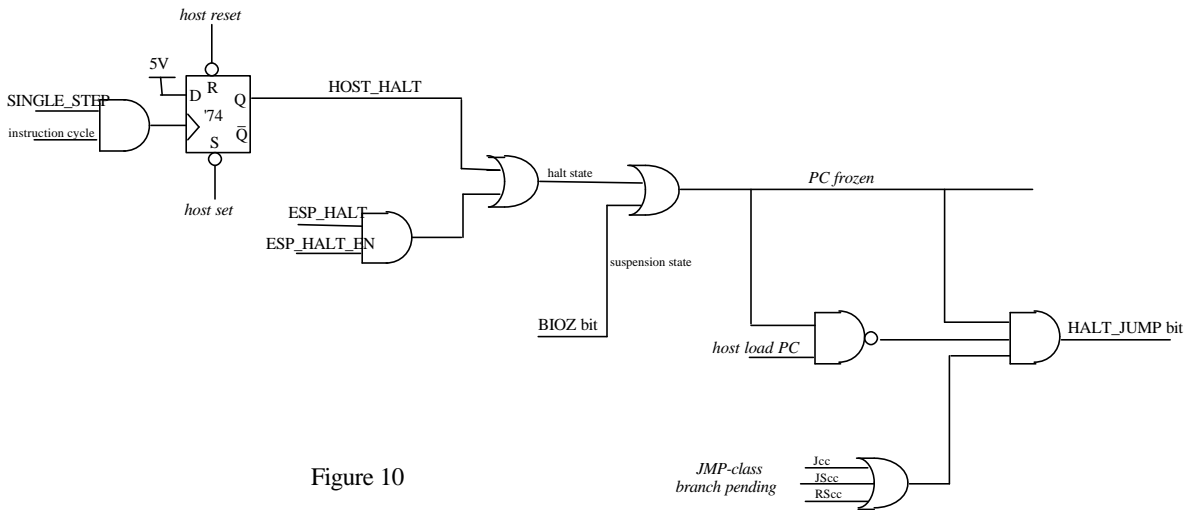 host reset
5V
R
D
Q
'74
Q̅
S
SINGLE_STEP
instruction cycle
host set
HOST_HALT
ESP_HALT
ESP_HALT_EN
halt state
suspension state
BIOZ bit
PC frozen
host load PC
HALT_JUMP bit
JMP-class
branch pending
Jcc
JScc
RScc
Figure 10